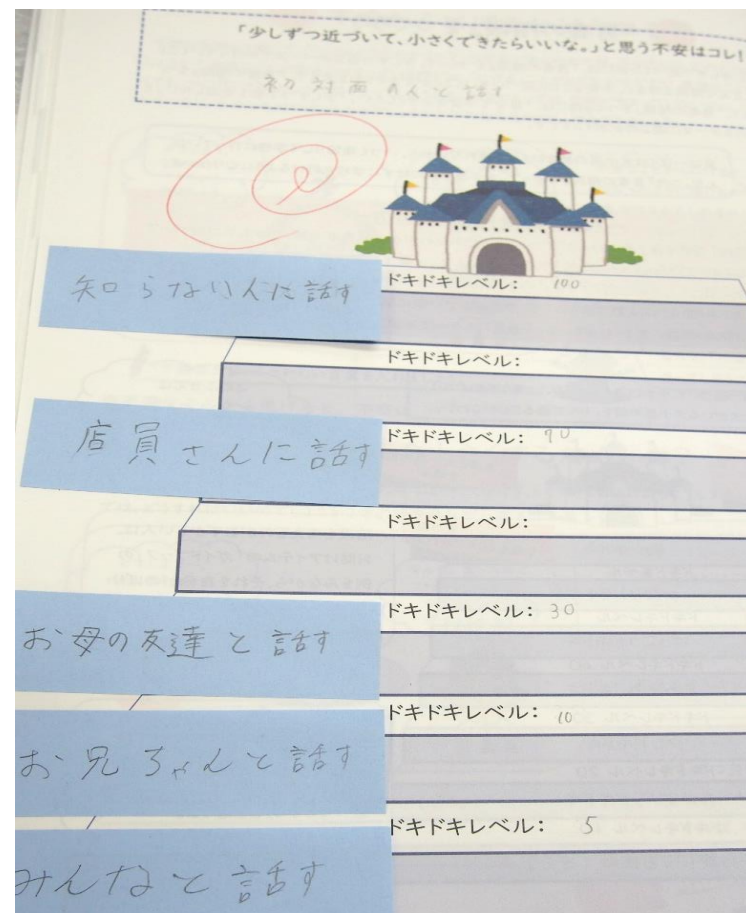 「少しずつ近づいて、小さくできたらいいな。」と思う不安はコレ!
初対面の人と話す
知らない人に話す
ドキドキレベル: 100
ドキドキレベル:
店員さんに話す
ドキドキレベル: 70
ドキドキレベル:
お母の友達と話す
ドキドキレベル: 30
お兄ちゃんと話す
ドキドキレベル: 10
みんなと話す
ドキドキレベル: 5